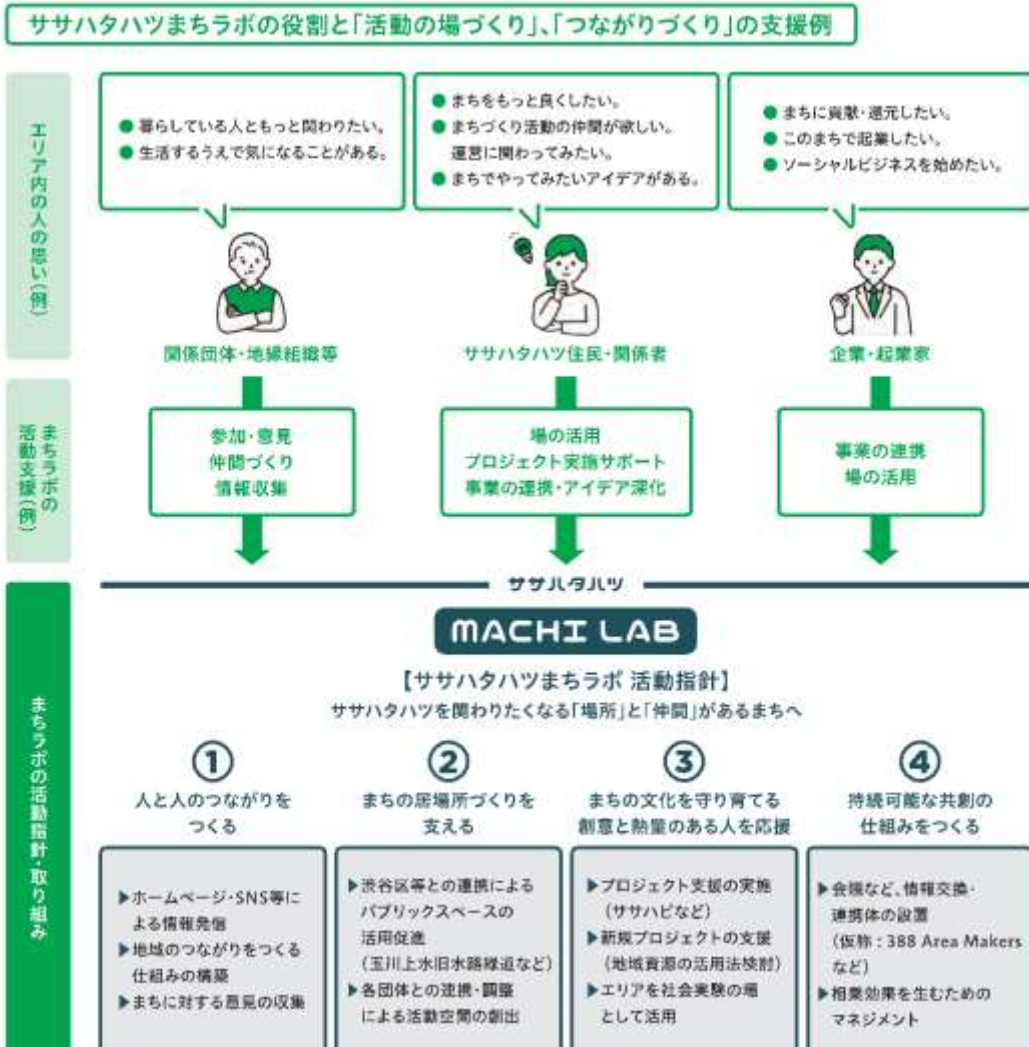 ササハタハツまちラボの役割と「活動の場づくり」、「つながりづくり」の支援例
エリア内の人の思い(例)
● 暮らしている人ともっと関わりたい。
● 生活するうえで気になることがある。
● まちをもっと良くしたい。
● まちづくり活動の仲間が欲しい。
運営に関わってみたい。
● まちでやってみたいアイデアがある。
● まちに貢献・還元したい。
● このまちで起業したい。
● ソーシャルビジネスを始めたい。
関係団体・地縁組織等
ササハタハツ住民・関係者
企業・起業家
まちラボの
活動支援(例)
参加・意見
仲間づくり
情報収集
場の活用
プロジェクト実施サポート
事業の連携・アイデア深化
事業の連携
場の活用
まちラボの活動指針・取り組み
ササハタハツ
MACHI LAB
【ササハタハツまちラボ 活動指針】
ササハタハツを関わりたくなる「場所」と「仲間」があるまちへ
①
人と人のつながりを
つくる
▶ホームページ・SNS等に
よる情報発信
▶地域のつながりをつくる
仕組みの構築
▶まちに対する意見の収集
②
まちの居場所づくりを
支える
▶渋谷区等との連携による
パブリックスペースの
活用促進
(玉川上水旧水路緑道など)
▶各団体との連携・調整
による活動空間の創出
③
まちの文化を守り育てる
創意と熱量のある人を応援
▶プロジェクト支援の実施
(ササハピなど)
▶新規プロジェクトの支援
(地域資源の活用法検討)
▶エリアを社会実験の場
として活用
④
持続可能な共創の
仕組みをつくる
▶会議など、情報交換・
連携体の設置
(仮称:388 Area Makers
など)
▶相乗効果を生むための
マネジメント